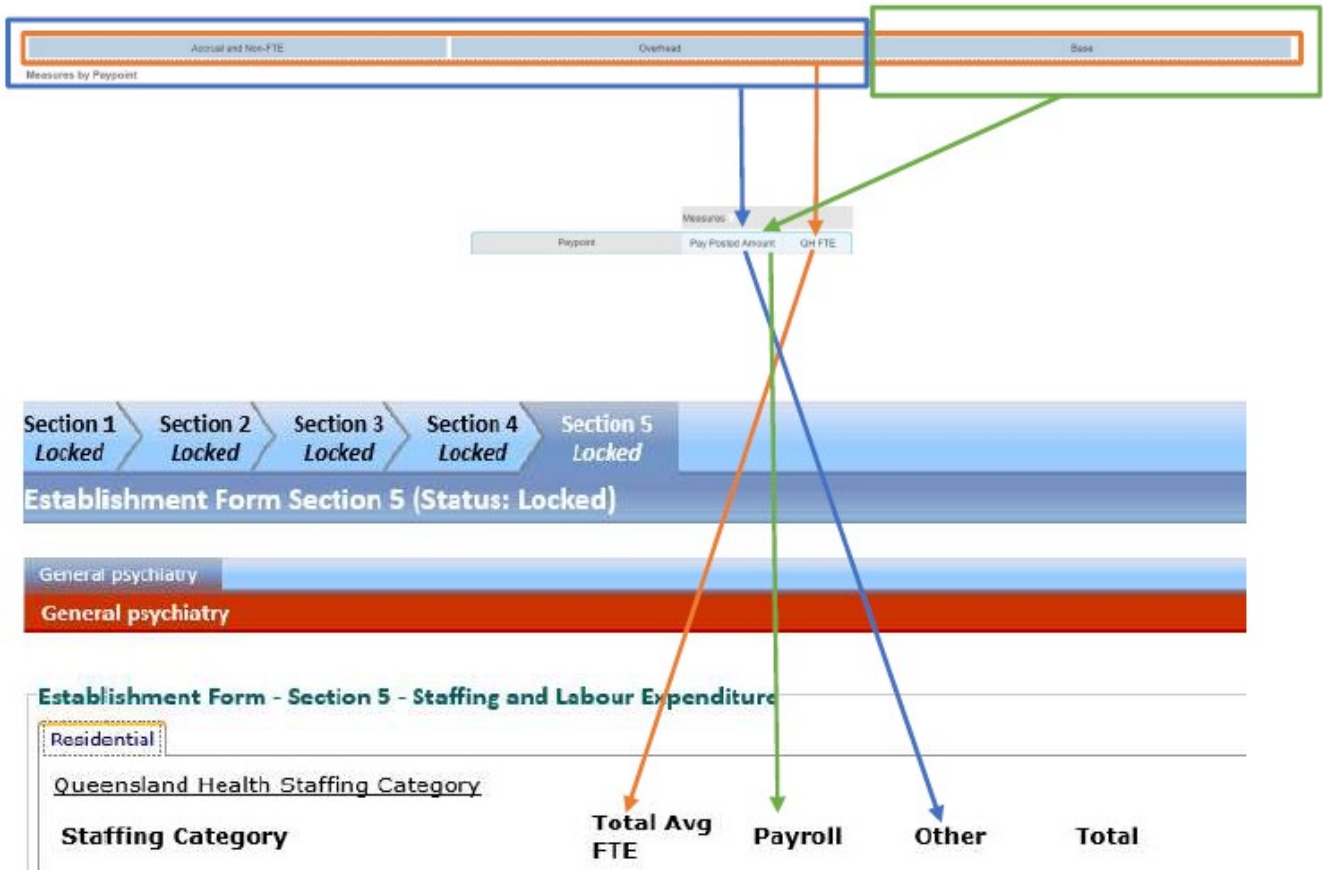 Accrual and Non-FTE Overhead Base
Measures by Paypoint
Measures
Paypoint Pay Posted Amount QH FTE
Section 1 Section 2 Section 3 Section 4 Section 5
Locked Locked Locked Locked Locked
Establishment Form Section 5 (Status: Locked)
General psychiatry
General psychiatry
Establishment Form - Section 5 - Staffing and Labour Expenditure
Residential
Queensland Health Staffing Category
Staffing Category Total Avg FTE Payroll Other Total